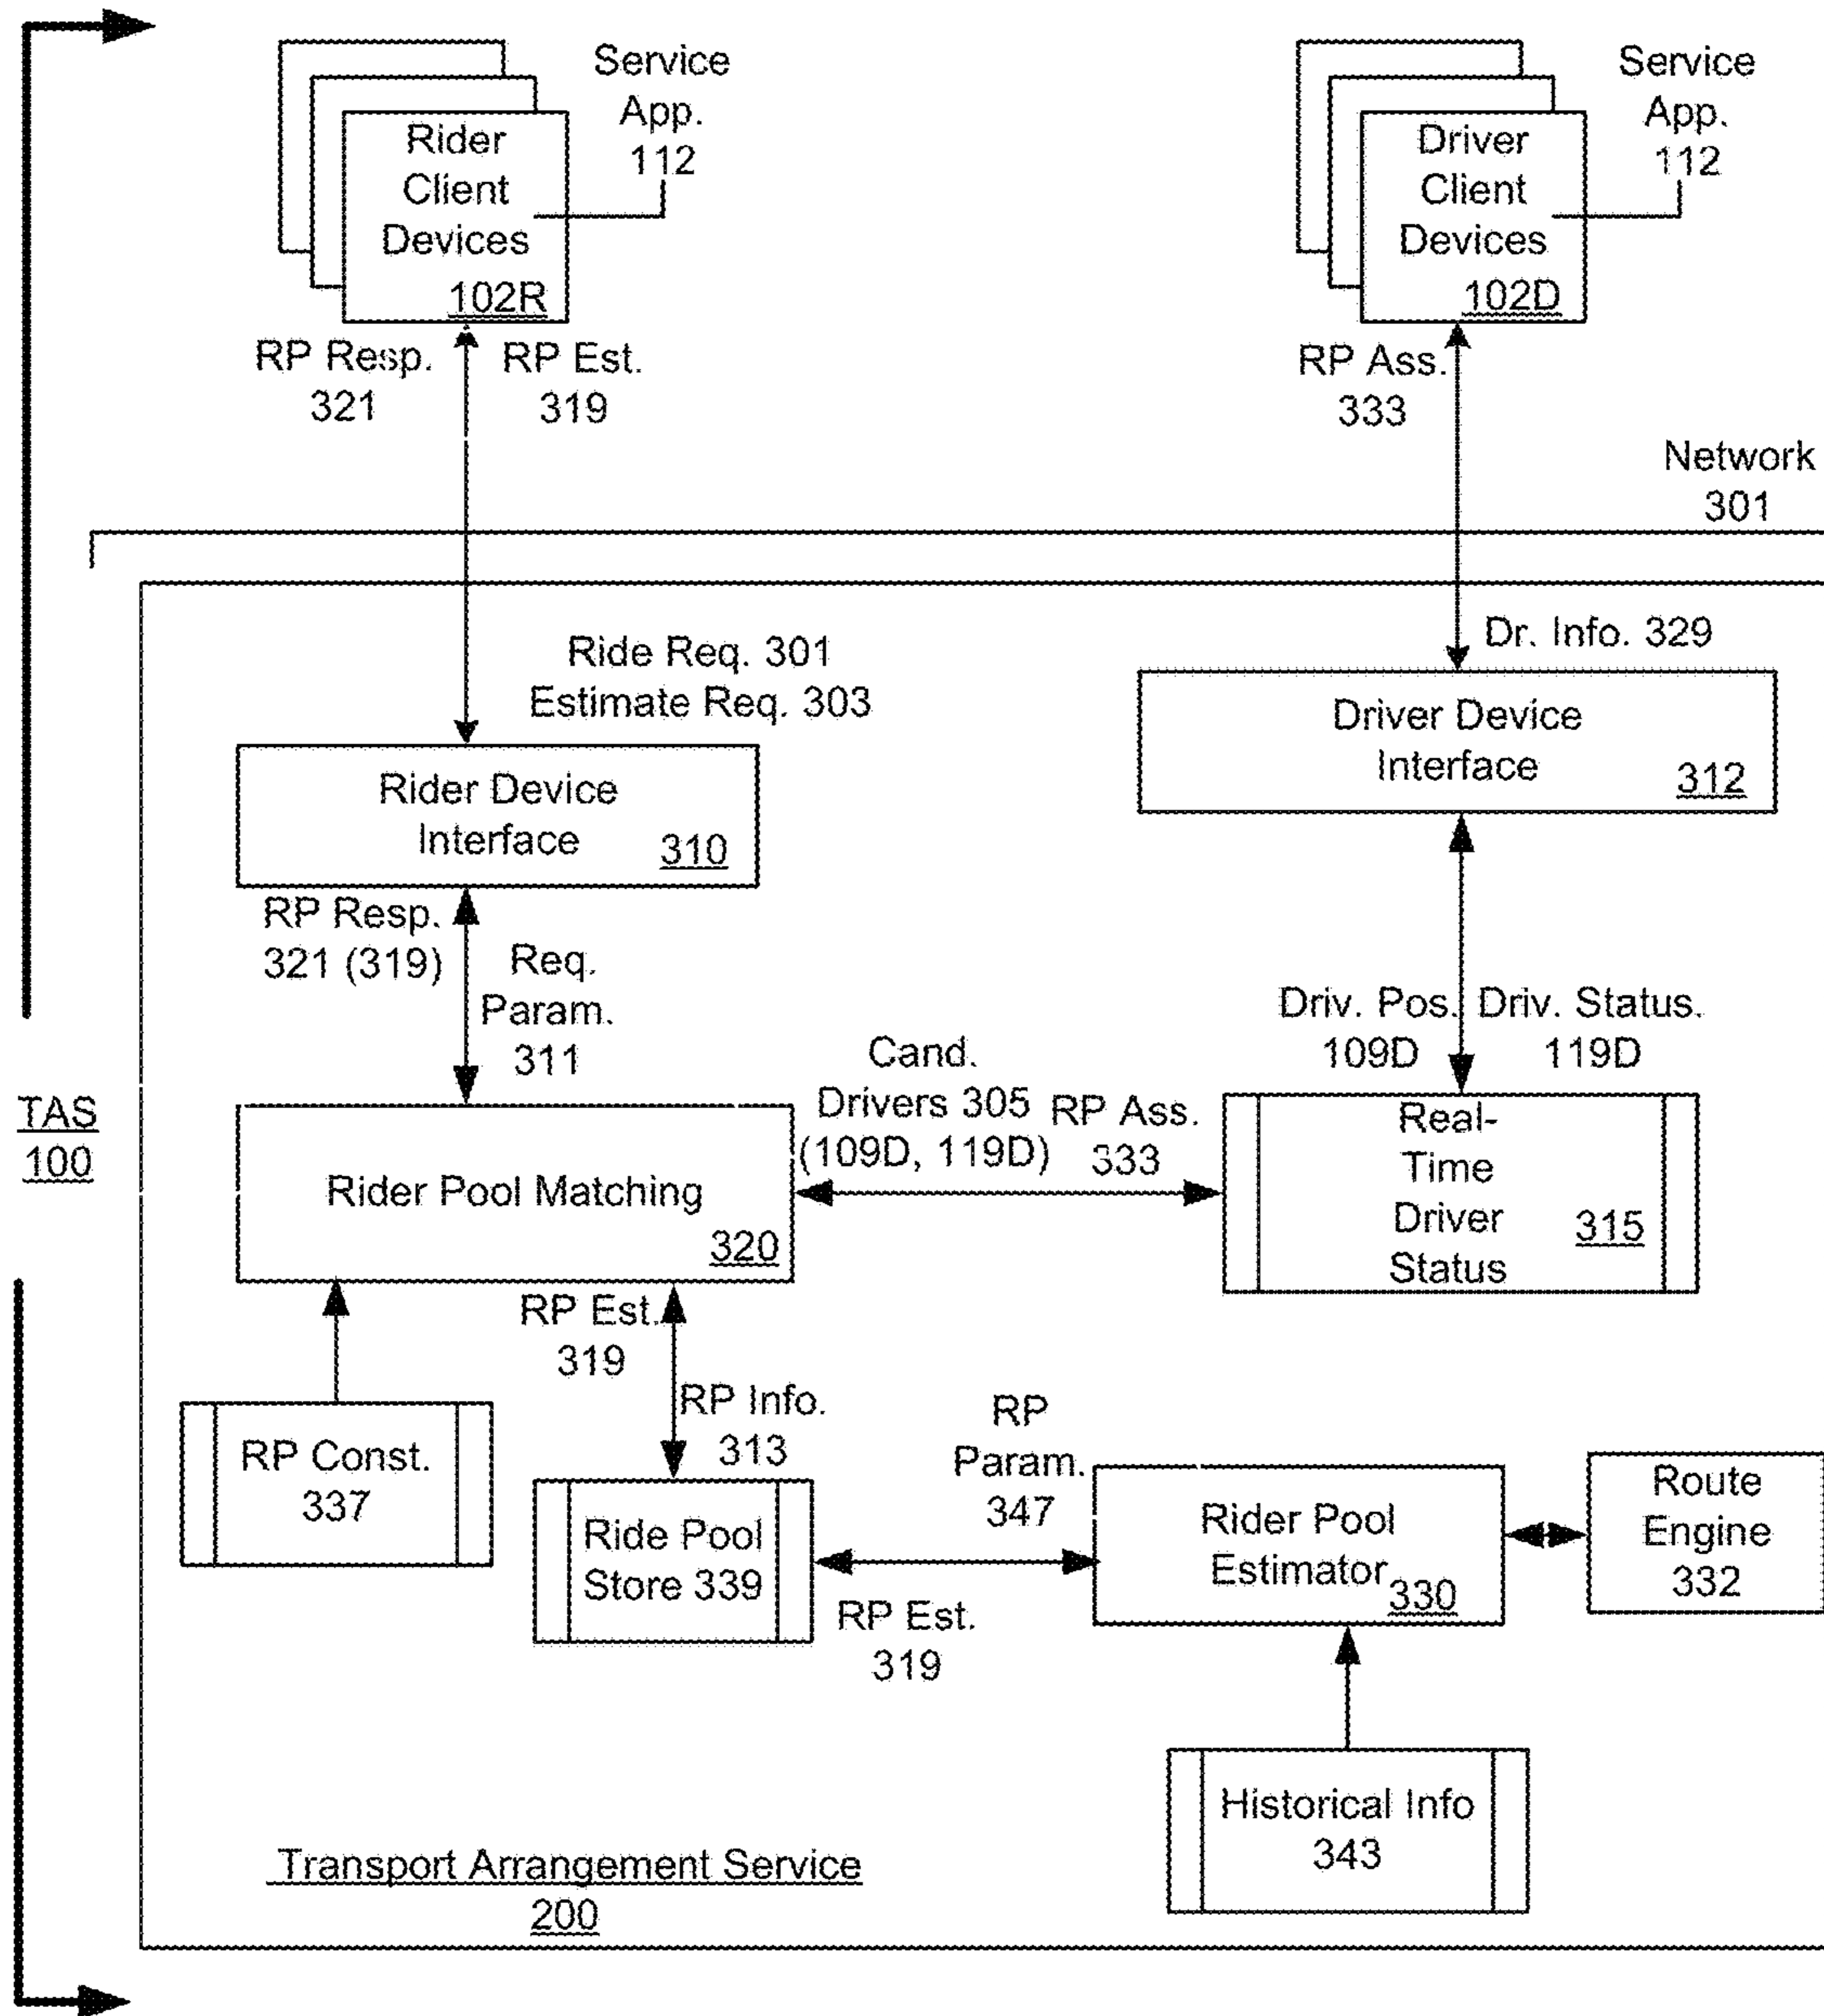 Service
App.
112
Rider
Client
Devices
102R
Service
App.
112
Driver
Client
Devices
102D
RP Resp.
321
RP Est.
319
RP Ass.
333
Network
301
Ride Req. 301
Estimate Req. 303
Dr. Info. 329
Rider Device
Interface
310
Driver Device
Interface
312
RP Resp.
321 (319)
Req.
Param.
311
Driv. Pos.
109D
Driv. Status.
119D
TAS
100
Rider Pool Matching
320
Cand.
Drivers 305
(109D, 119D)
RP Ass.
333
Real-
Time
Driver
Status
315
RP Est.
319
RP Info.
313
RP Const.
337
Ride Pool
Store 339
RP
Param.
347
RP Est.
319
Rider Pool
Estimator
330
Route
Engine
332
Historical Info
343
Transport Arrangement Service
200